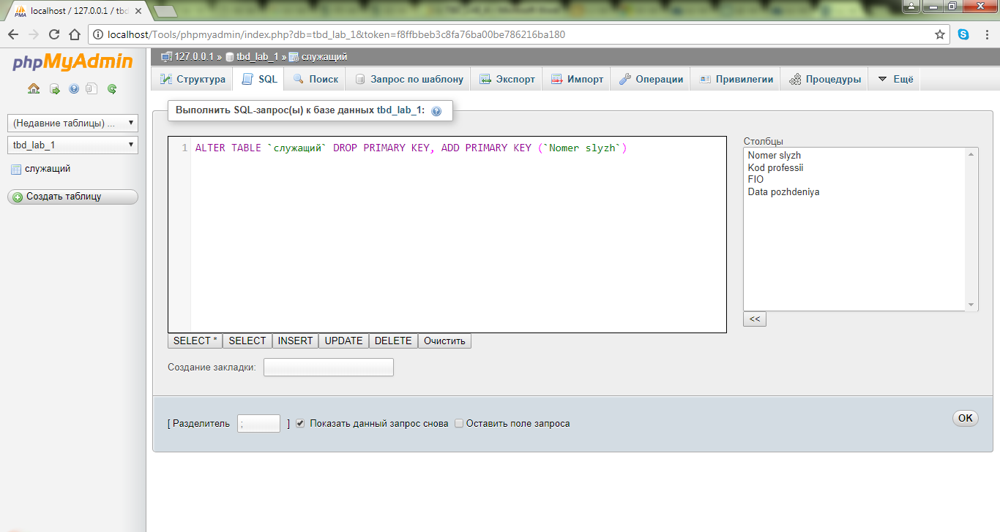 localhost / 127.0.0.1 / tbd
localhost/Tools/phpmyadmin/index.php?db=tbd_lab_1&token=f8ffbbeb3c8fa76ba00be786216ba180
phpMyAdmin
127.0.0.1 » tbd_lab_1 » служащий
Структура SQL Поиск Запрос по шаблону Экспорт Импорт Операции Привилегии Процедуры Ещё
(Недавние таблицы) ...
tbd_lab_1
служащий
Создать таблицу
Выполнить SQL-запрос(ы) к базе данных tbd_lab_1:
1 ALTER TABLE `служащий` DROP PRIMARY KEY, ADD PRIMARY KEY (`Nomer slyzh`)
Столбцы
Nomer slyzh
Kod professii
FIO
Data pozhdeniya
<<
SELECT * SELECT INSERT UPDATE DELETE Очистить
Создание закладки:
[ Разделитель ; ] Показать данный запрос снова Оставить поле запроса
OK